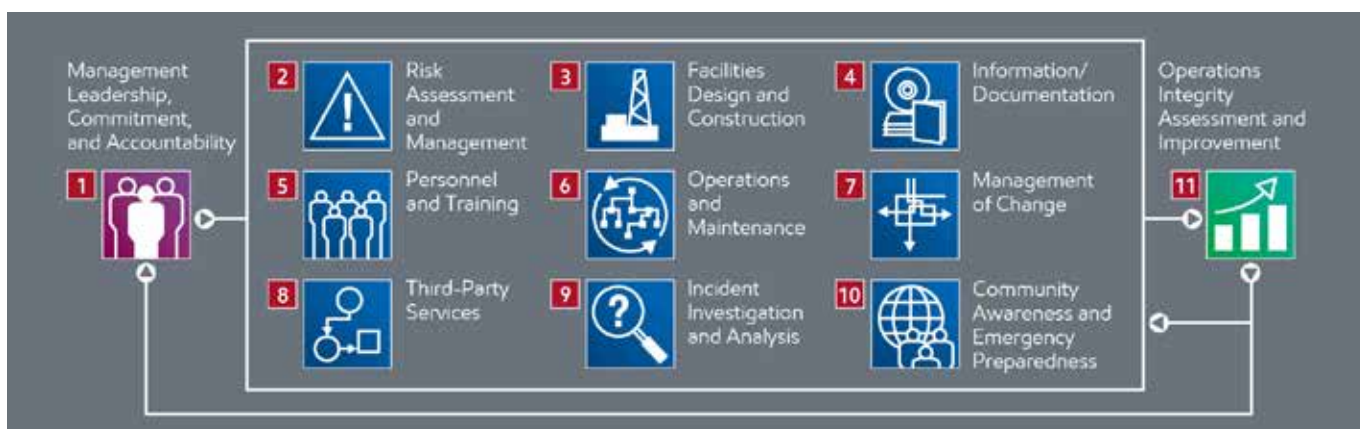 Management
Leadership,
Commitment,
and Accountability
1
2
Risk
Assessment
and
Management
3
Facilities
Design and
Construction
4
Information/
Documentation
5
Personnel
and Training
6
Operations
and
Maintenance
7
Management
of Change
8
Third-Party
Services
9
?
Incident
Investigation
and Analysis
10
Community
Awareness and
Emergency
Preparedness
Operations
Integrity
Assessment and
Improvement
11